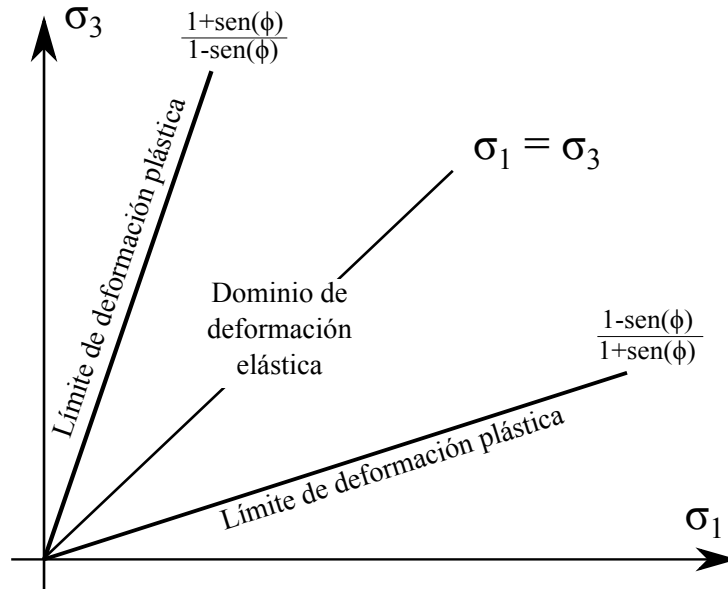 σ3
1+sen(ϕ)
1-sen(ϕ)
Límite de deformación plástica
σ1 = σ3
Dominio de
deformación
elástica
1-sen(ϕ)
1+sen(ϕ)
Límite de deformación plástica
σ1